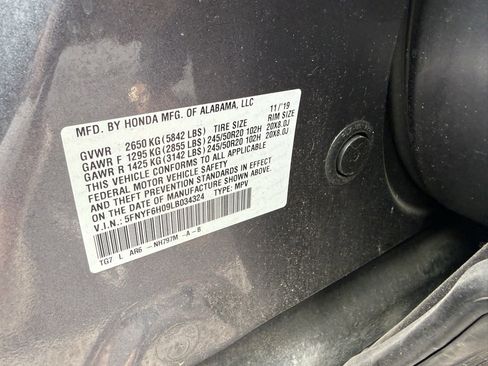 MFD. BY HONDA MFG. OF ALABAMA, LLC 11/'19
GVWR 2650 KG (5842 LBS) TIRE SIZE RIM SIZE
GAWR F 1295 KG (2855 LBS) 245/50R20 102H 20X8.0J
GAWR R 1425 KG (3142 LBS) 245/50R20 102H 20X8.0J
THIS VEHICLE CONFORMS TO ALL APPLICABLE
FEDERAL MOTOR VEHICLE SAFETY, BUMPER,
AND THEFT PREVENTION STANDARDS IN EFFECT
ON THE DATE OF MANUFACTURE SHOWN ABOVE.
V.I.N.: 5FNYF6H09LB034324 TYPE: MPV
TG7 L AR6 -NH797M -A -B